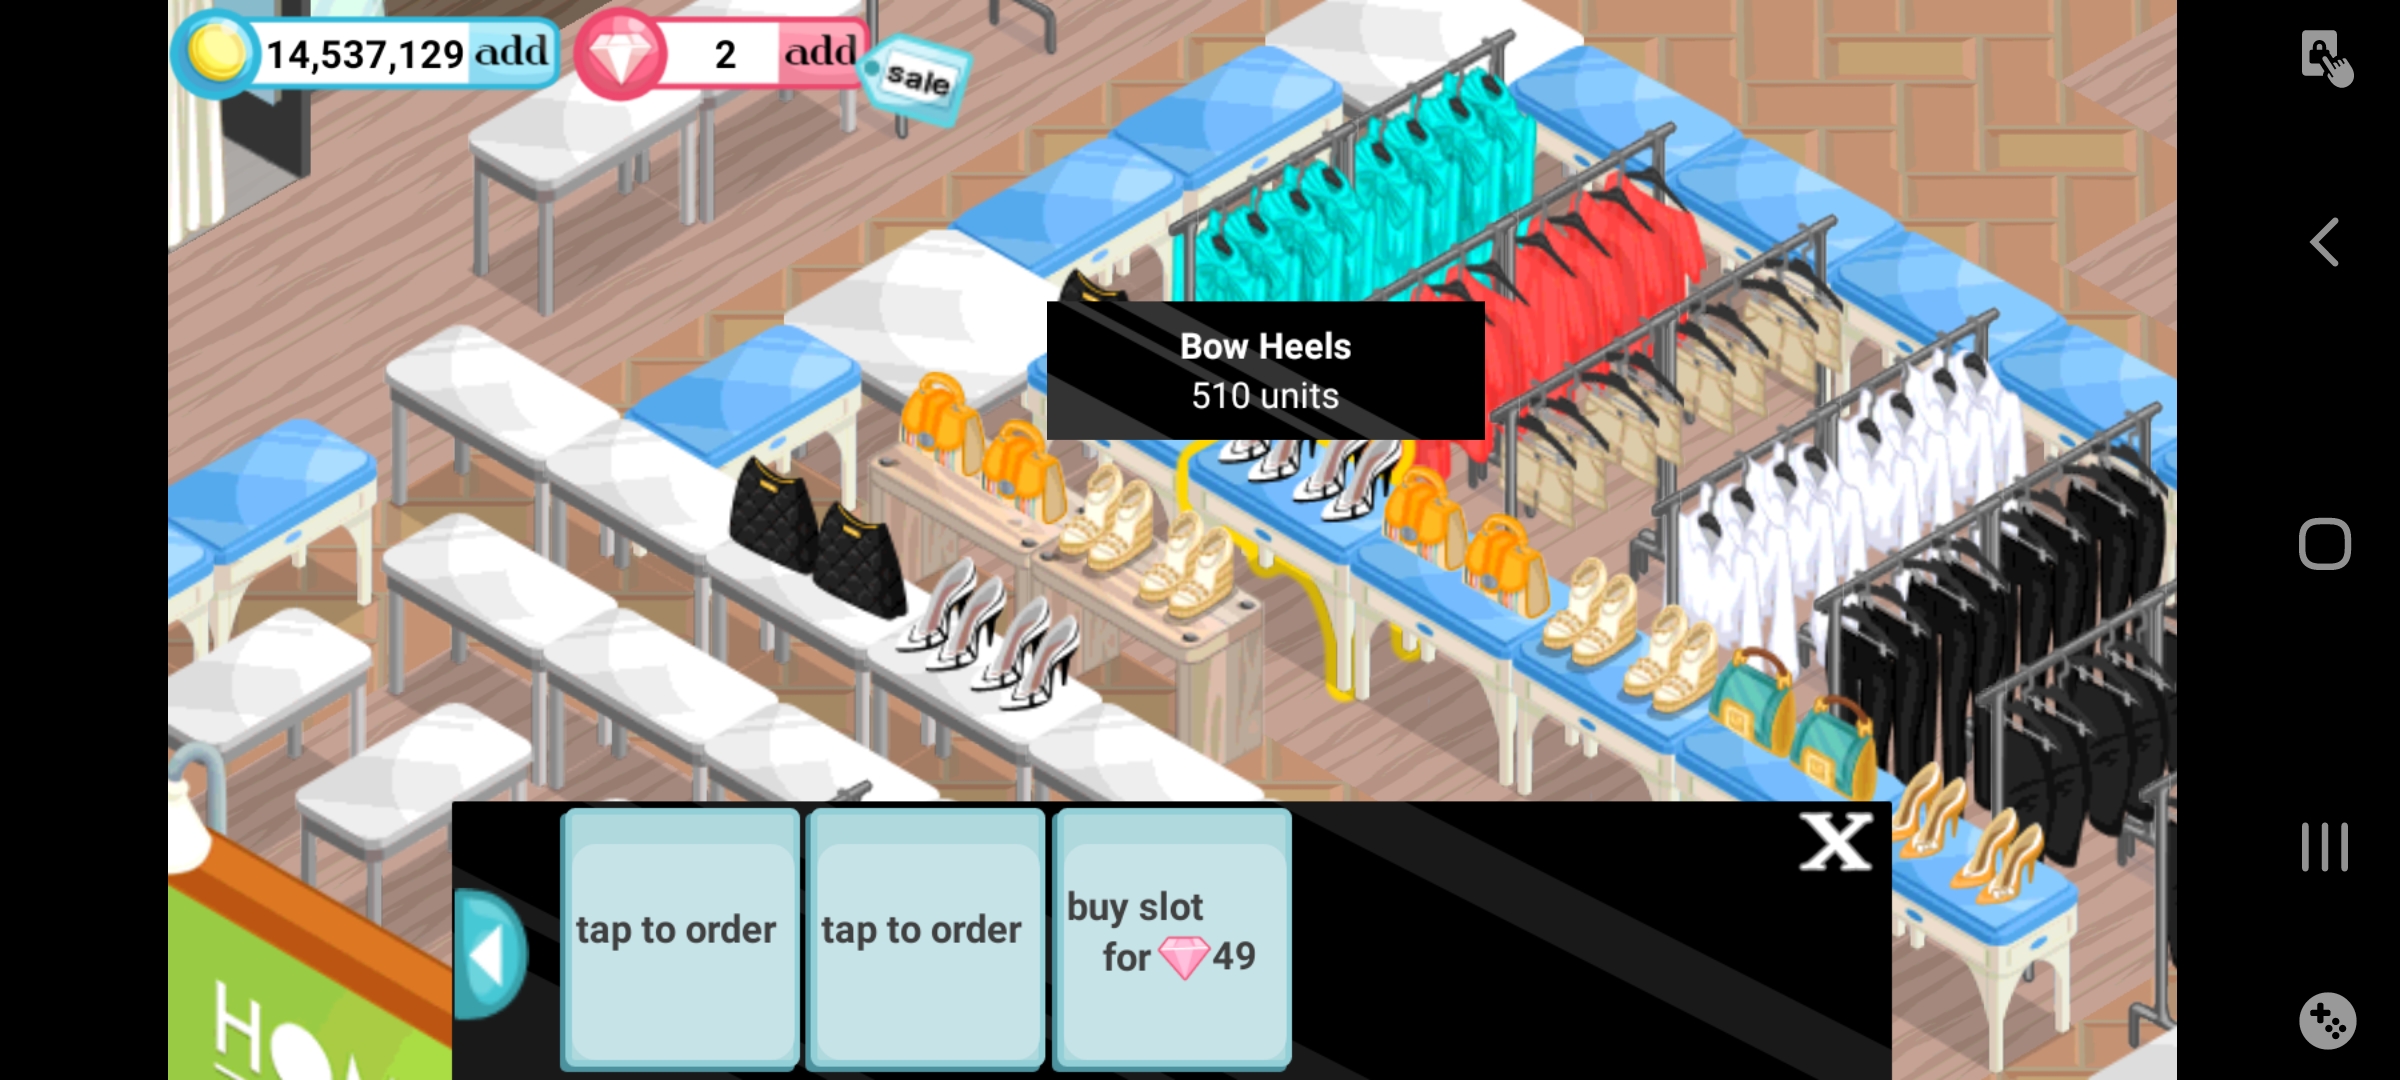 14,537,129 add
2 add
sale
Bow Heels
510 units
tap to order
tap to order
buy slot
for 49
X